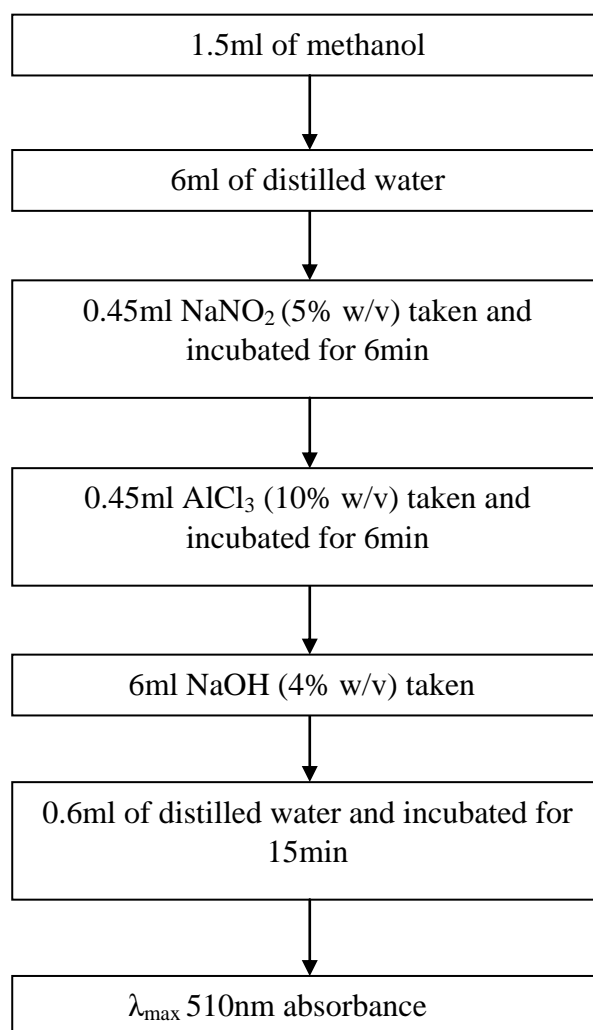 1.5ml of methanol
6ml of distilled water
0.45ml NaNO₂ (5% w/v) taken and
incubated for 6min
0.45ml AlCl₃ (10% w/v) taken and
incubated for 6min
6ml NaOH (4% w/v) taken
0.6ml of distilled water and incubated for
15min
λmax 510nm absorbance